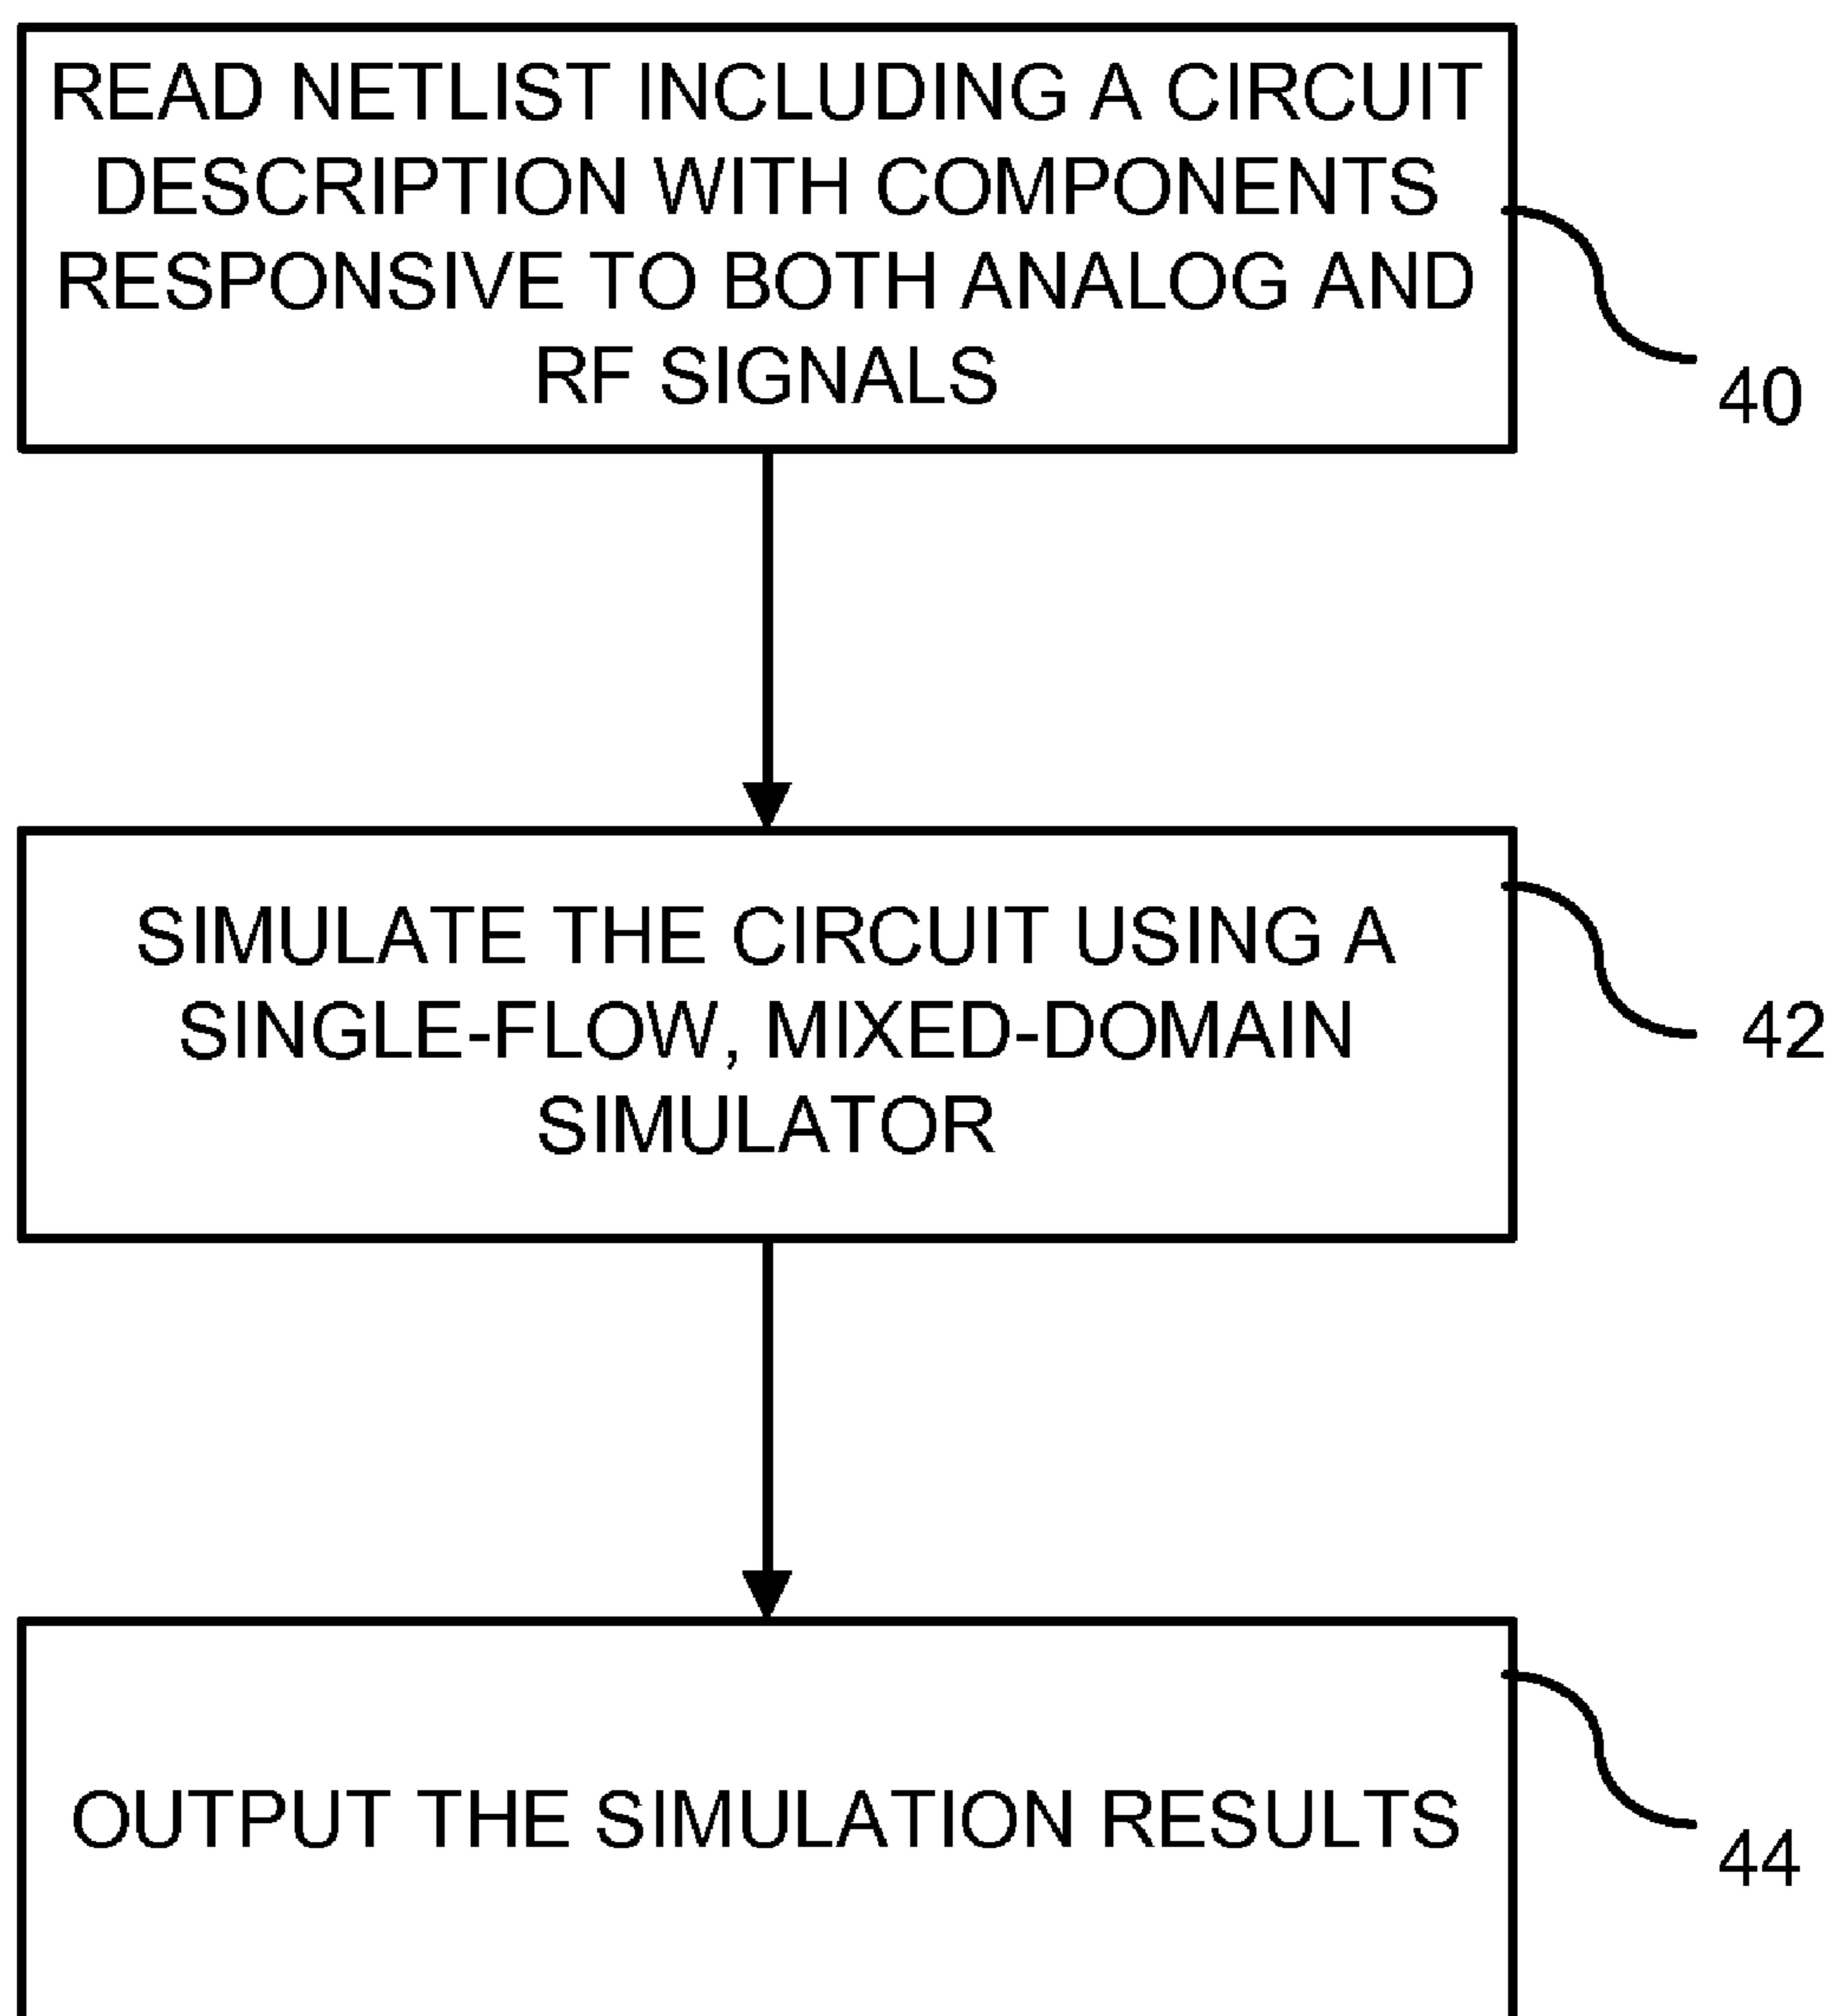 READ NETLIST INCLUDING A CIRCUIT
DESCRIPTION WITH COMPONENTS
RESPONSIVE TO BOTH ANALOG AND
RF SIGNALS
40
SIMULATE THE CIRCUIT USING A
SINGLE-FLOW, MIXED-DOMAIN
SIMULATOR
42
OUTPUT THE SIMULATION RESULTS
44